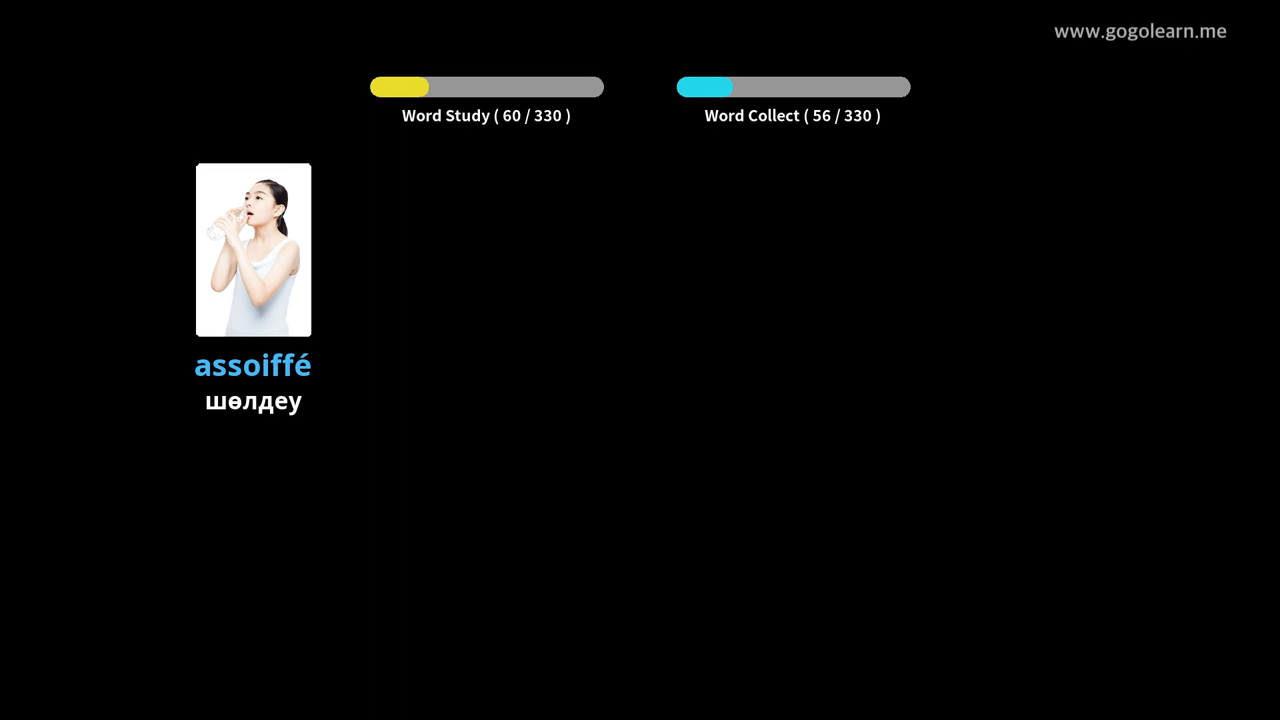 www.gogolearn.me
Word Study ( 60 / 330 )
Word Collect ( 56 / 330 )
assoiffé
шөлдеу